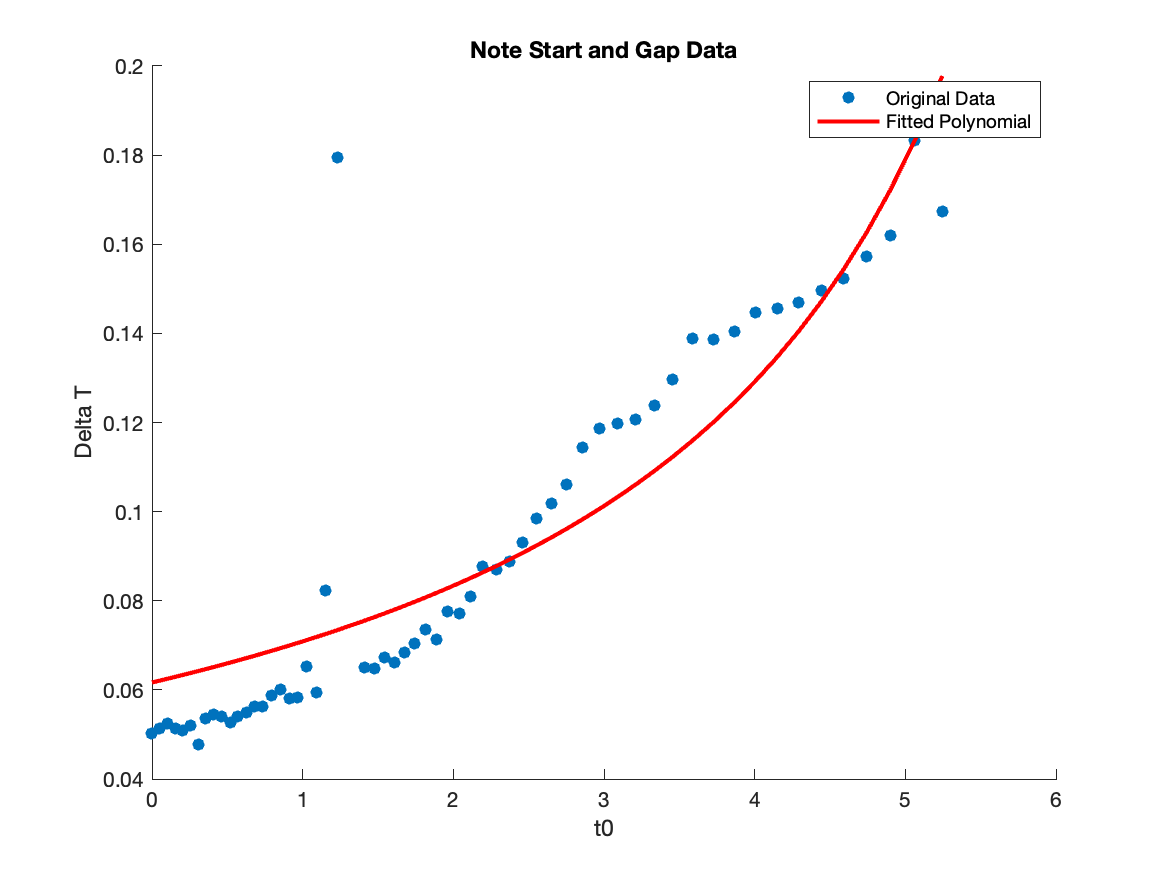 Note Start and Gap Data
0.2
0.18
0.16
0.14
0.12
0.1
0.08
0.06
0.04
Delta T
Original Data
Fitted Polynomial
0 1 2 3 4 5 6
t0